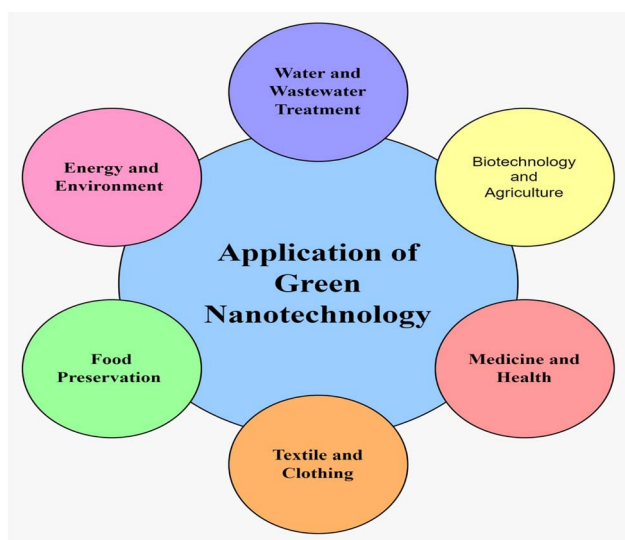 Water and
Wastewater
Treatment
Energy and
Environment
Biotechnology
and
Agriculture
Application of
Green
Nanotechnology
Food
Preservation
Medicine and
Health
Textile and
Clothing